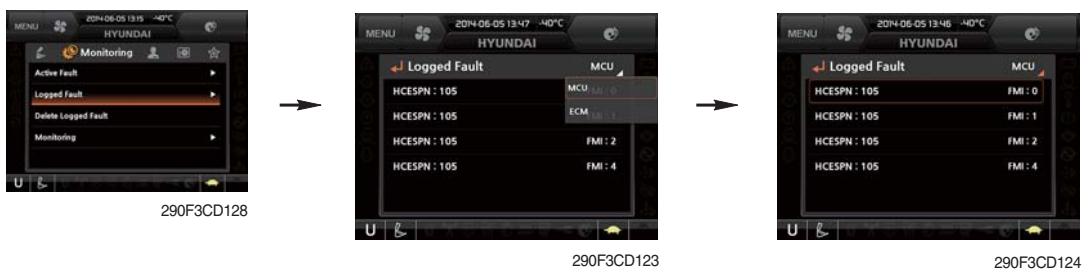 MENU
2014-06-05 13:15 -40°C
HYUNDAI
Monitoring
Active Fault
Logged Fault
Delete Logged Fault
Monitoring
U
290F3CD128
MENU
2014-06-05 13:47 -40°C
HYUNDAI
Logged Fault MCU
HCESPN : 105
MCU
HCESPN : 105
ECM
HCESPN : 105 FMI : 2
HCESPN : 105 FMI : 4
U
290F3CD123
MENU
2014-06-05 13:46 -40°C
HYUNDAI
Logged Fault MCU
HCESPN : 105 FMI : 0
HCESPN : 105 FMI : 1
HCESPN : 105 FMI : 2
HCESPN : 105 FMI : 4
U
290F3CD124